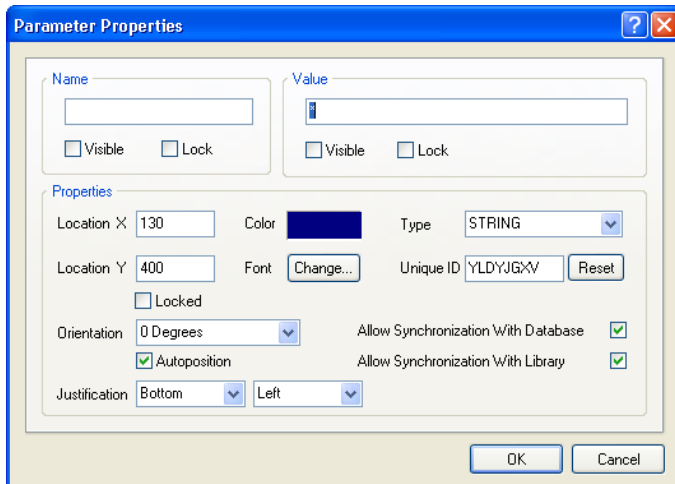 Parameter Properties
Name
Value
*
Visible
Lock
Visible
Lock
Properties
Location X 130 Color Type STRING
Location Y 400 Font Change... Unique ID YLDYJGXV Reset
Locked
Orientation 0 Degrees Allow Synchronization With Database
Autoposition Allow Synchronization With Library
Justification Bottom Left
OK Cancel